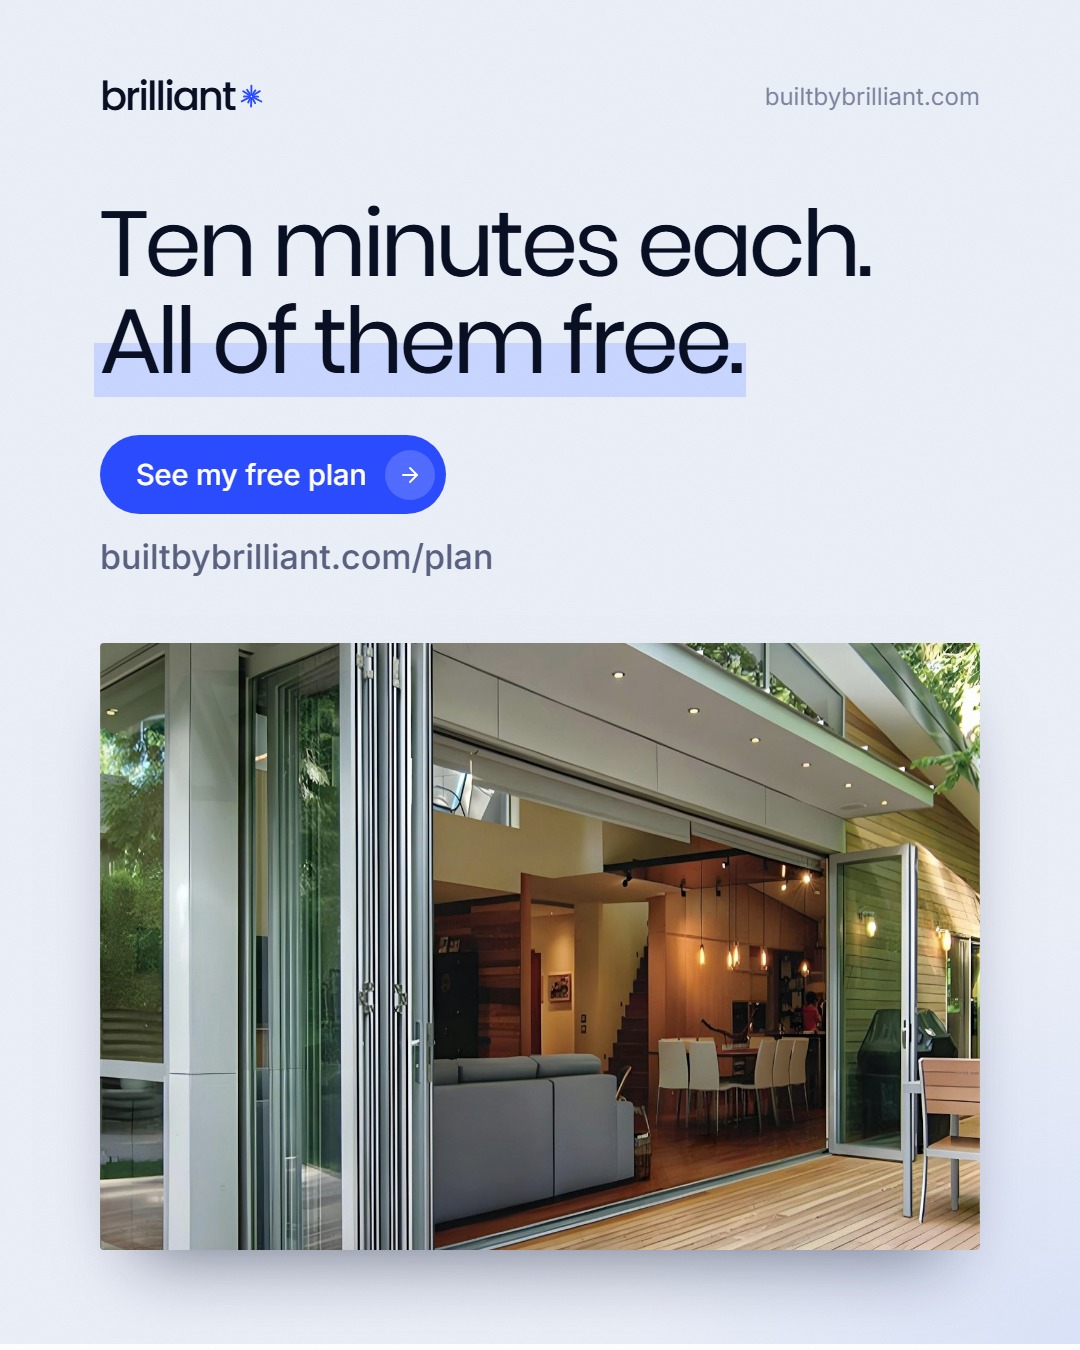 brilliant
builtbybrilliant.com
Ten minutes each.
All of them free.
See my free plan
builtbybrilliant.com/plan